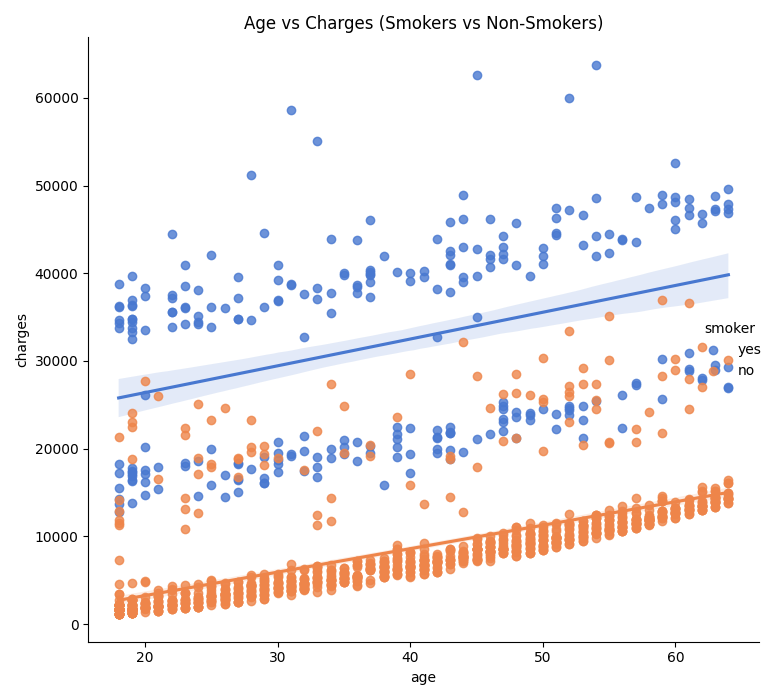 Age vs Charges (Smokers vs Non-Smokers)
60000
50000
40000
30000
20000
10000
0
charges
smoker
yes
no
20
30
40
50
60
age